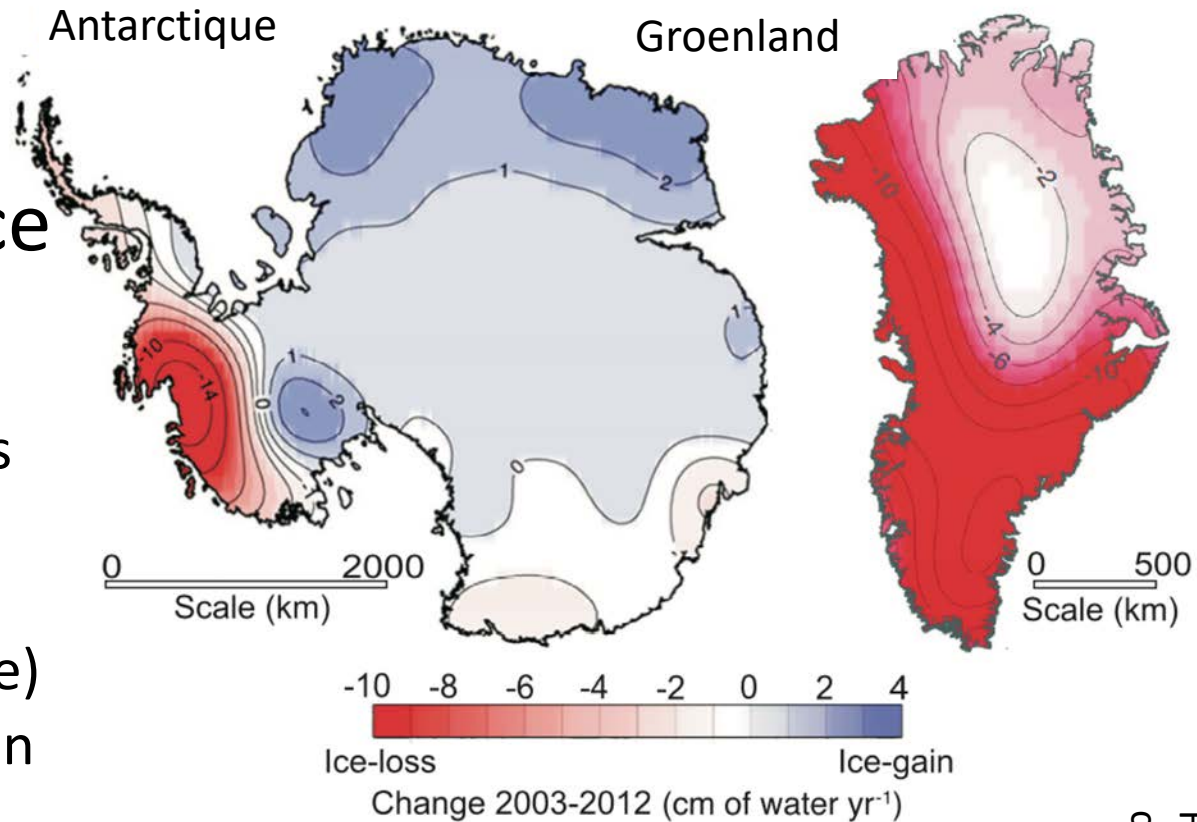 Antarctique
Groenland
ce
s
e)
n
1
2
-2
-10
1
-10
-14
0
1
2
-4
-6
-10
0
0 2000
Scale (km)
0 500
Scale (km)
-10 -8 -6 -4 -2 0 2 4
Ice-loss Ice-gain
Change 2003-2012 (cm of water yr⁻¹)